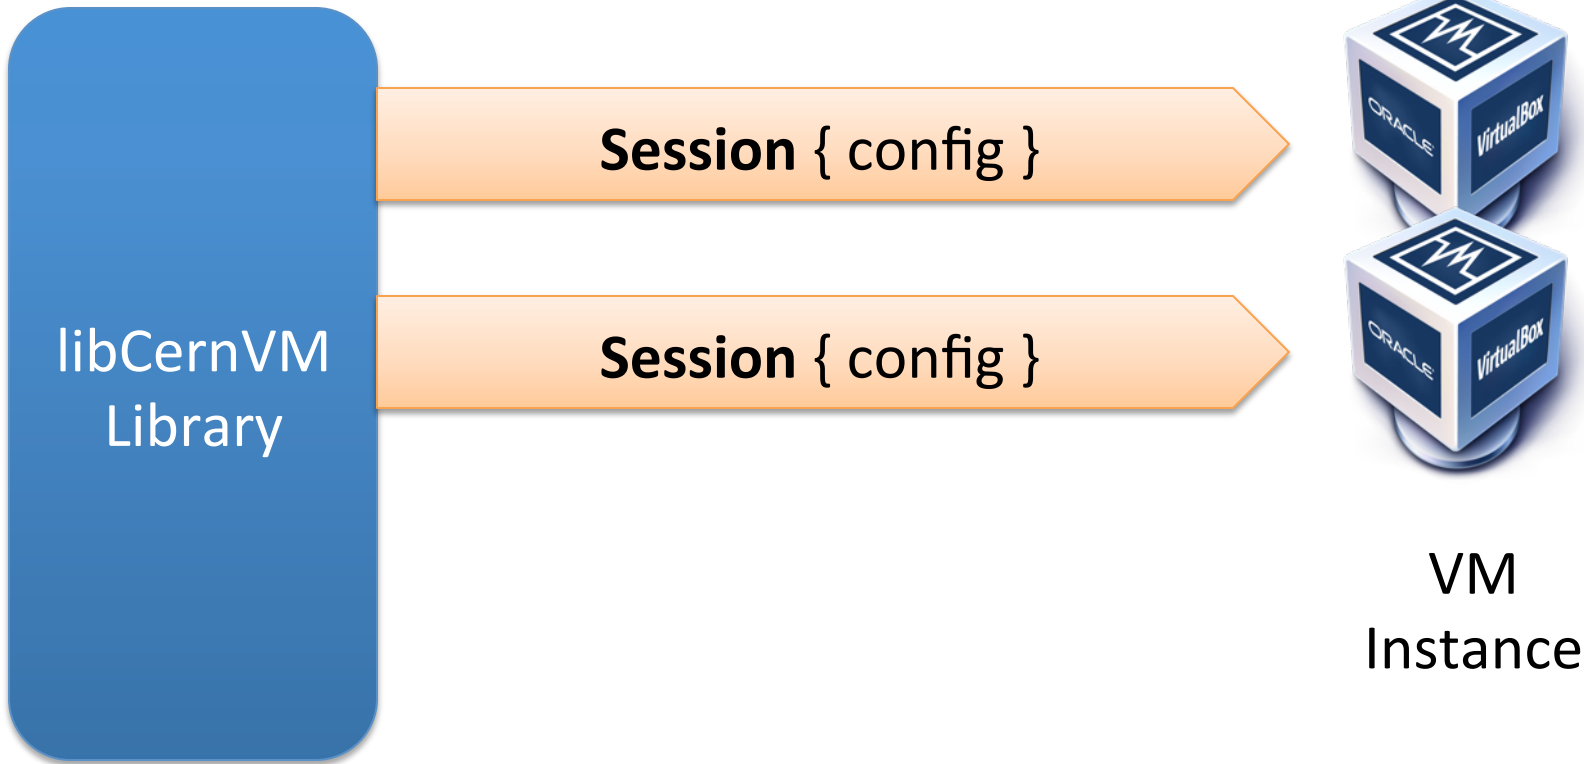 Session { config }
ORACLE
VirtualBox
libCernVM
Library
Session { config }
ORACLE
VirtualBox
VM
Instance